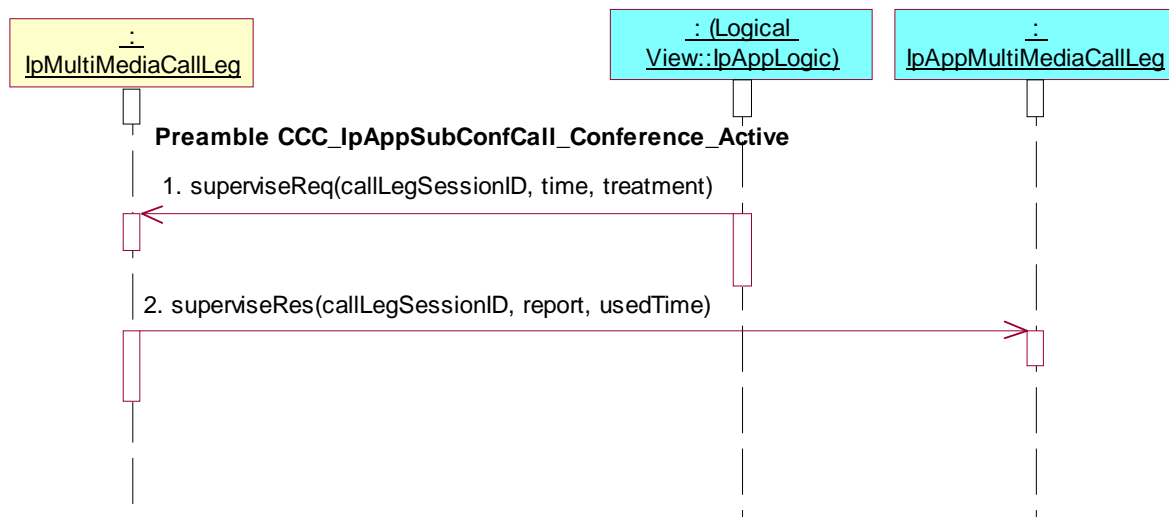 :
IpMultiMediaCallLeg
: (Logical
View::IpAppLogic)
:
IpAppMultiMediaCallLeg
Preamble CCC_IpAppSubConfCall_Conference_Active
1. superviseReq(callLegSessionID, time, treatment)
2. superviseRes(callLegSessionID, report, usedTime)